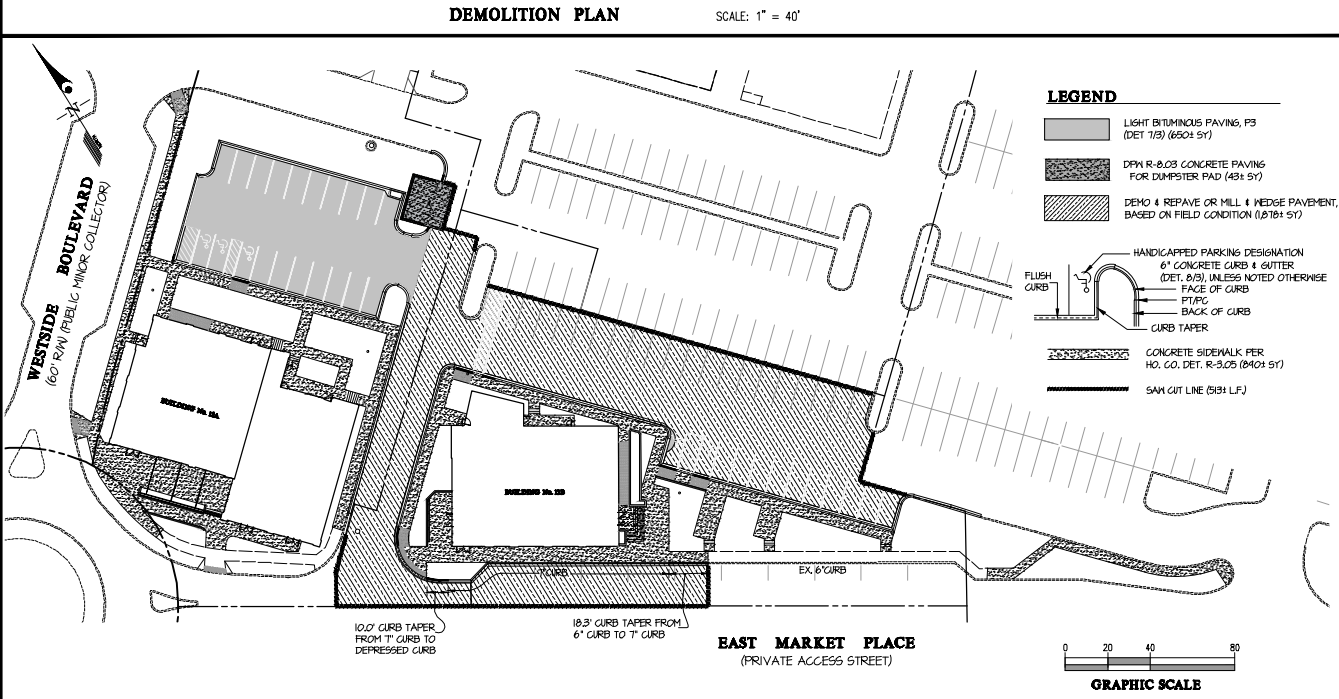 DEMOLITION PLAN
SCALE: 1" = 40'
N
WESTSIDE BOULEVARD
(60' R/W) (PUBLIC MINOR COLLECTOR)
BUILDING No. 12A
BUILDING No. 12B
7" CURB
EX. 6" CURB
10.0' CURB TAPER
FROM 7" CURB TO
DEPRESSED CURB
18.3' CURB TAPER FROM
6" CURB TO 7" CURB
EAST MARKET PLACE
(PRIVATE ACCESS STREET)
LEGEND
LIGHT BITUMINOUS PAVING, P3
(DET 7/3) (650± SY)
DPW R-8.03 CONCRETE PAVING
FOR DUMPSTER PAD (43± SY)
DEMO & REPAVE OR MILL & WEDGE PAVEMENT,
BASED ON FIELD CONDITION (1,878± SY)
HANDICAPPED PARKING DESIGNATION
6" CONCRETE CURB & GUTTER
(DET. 8/3), UNLESS NOTED OTHERWISE
FLUSH
CURB
FACE OF CURB
PT/PC
BACK OF CURB
CURB TAPER
CONCRETE SIDEWALK PER
HO. CO. DET. R-3.05 (840± SY)
SAW CUT LINE (513± L.F.)
0 20 40 80
GRAPHIC SCALE